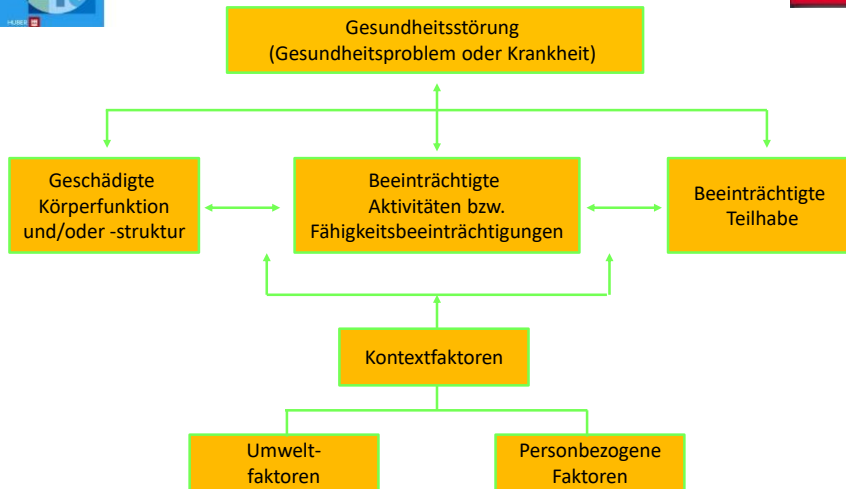 HUBER
Gesundheitsstörung
(Gesundheitsproblem oder Krankheit)
Geschädigte
Körperfunktion
und/oder -struktur
Beeinträchtigte
Aktivitäten bzw.
Fähigkeitsbeeinträchtigungen
Beeinträchtigte
Teilhabe
Kontextfaktoren
Umwelt-
faktoren
Personbezogene
Faktoren